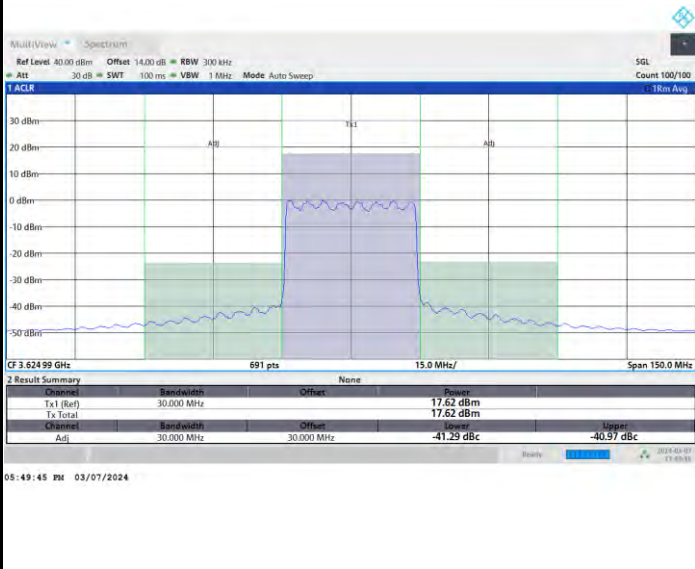 MultiView Spectrum
Ref Level 40.00 dBm Offset 14.00 dB RBW 300 kHz SGL
Att 30 dB SWT 100 ms VBW 1 MHz Mode Auto Sweep Count 100/100
1 ACLR 1Rm Avg
Tx1
Adj Adj
30 dBm
20 dBm
10 dBm
0 dBm
-10 dBm
-20 dBm
-30 dBm
-40 dBm
-50 dBm
CF 3.62499 GHz 691 pts 15.0 MHz/ Span 150.0 MHz
2 Result Summary None
Channel Bandwidth Offset Power
Tx1 (Ref) 30.000 MHz 17.62 dBm
Tx Total 17.62 dBm
Channel Bandwidth Offset Lower Upper
Adj 30.000 MHz 30.000 MHz -41.29 dBc -40.97 dBc
Ready
05:49:45 PM 03/07/2024